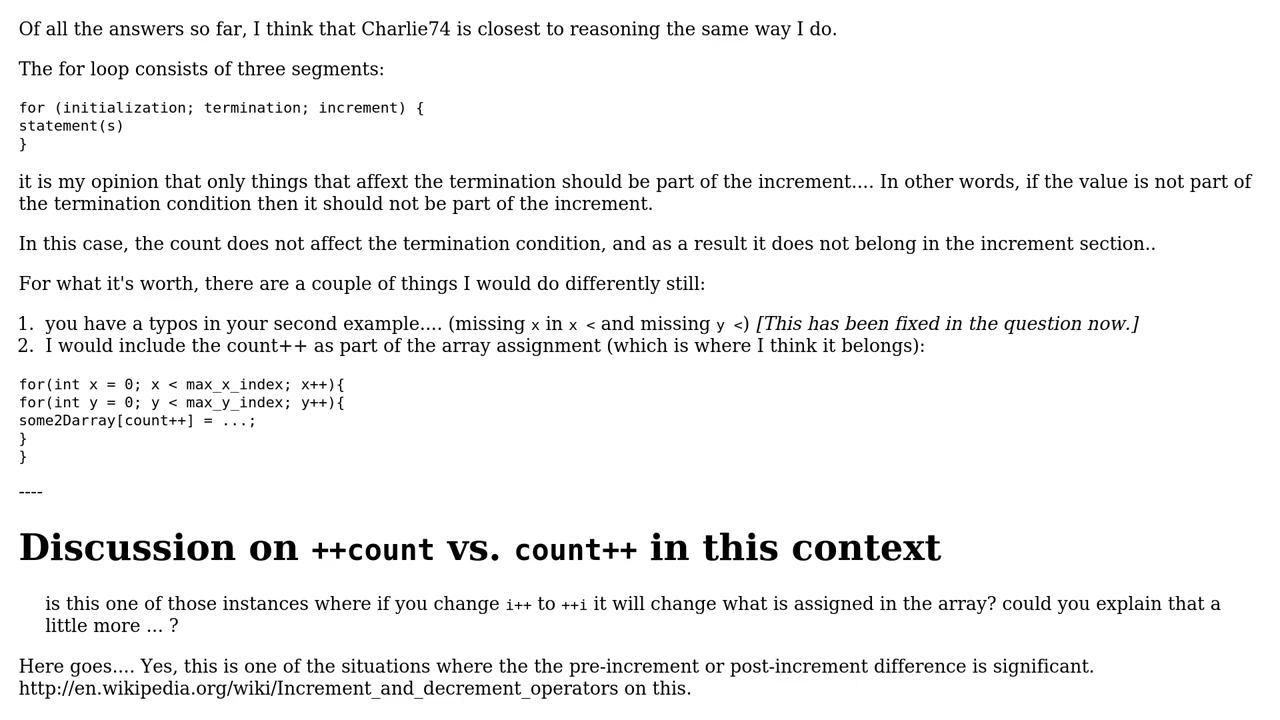 Of all the answers so far, I think that Charlie74 is closest to reasoning the same way I do.
The for loop consists of three segments:
for (initialization; termination; increment) {
statement(s)
}
it is my opinion that only things that affext the termination should be part of the increment.... In other words, if the value is not part of
the termination condition then it should not be part of the increment.
In this case, the count does not affect the termination condition, and as a result it does not belong in the increment section..
For what it's worth, there are a couple of things I would do differently still:
1. you have a typos in your second example.... (missing x in x < and missing y <) [This has been fixed in the question now.]
2. I would include the count++ as part of the array assignment (which is where I think it belongs):
for(int x = 0; x < max_x_index; x++){
for(int y = 0; y < max_y_index; y++){
some2Darray[count++] = ...;
}
}
----
Discussion on ++count vs. count++ in this context
is this one of those instances where if you change i++ to ++i it will change what is assigned in the array? could you explain that a
little more ... ?
Here goes.... Yes, this is one of the situations where the the pre-increment or post-increment difference is significant.
http://en.wikipedia.org/wiki/Increment_and_decrement_operators on this.